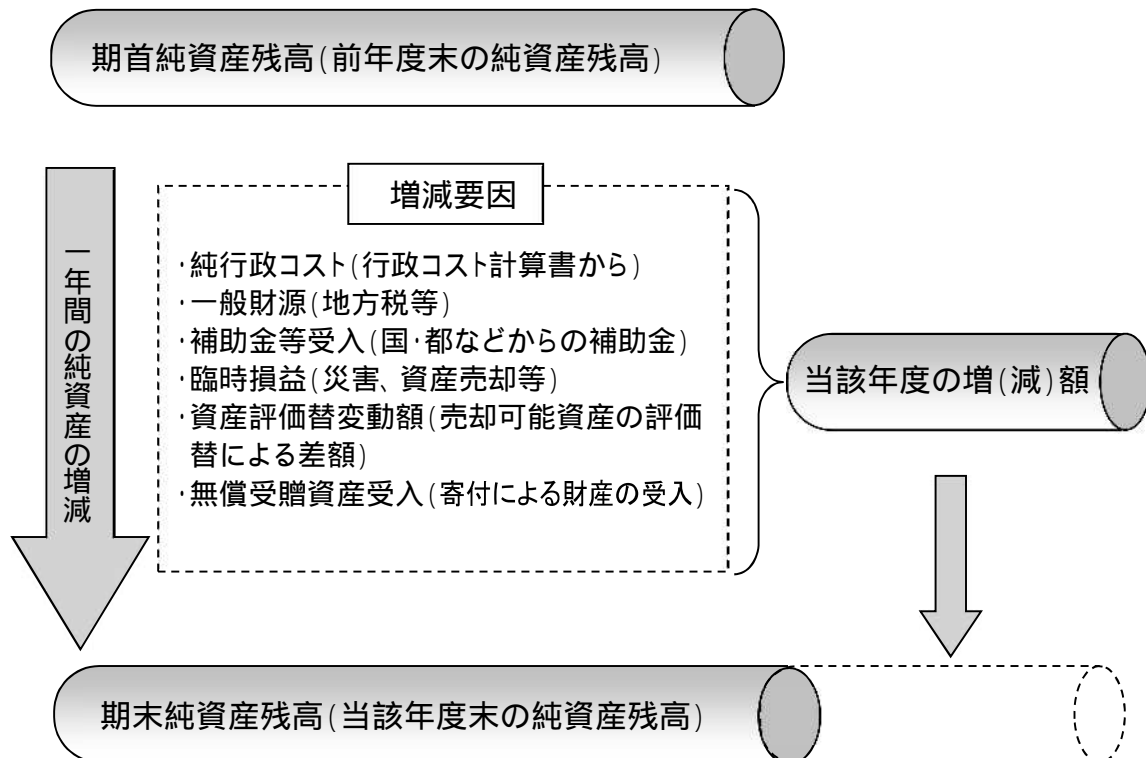 期首純資産残高(前年度末の純資産残高)
一年間の純資産の増減
増減要因
・純行政コスト(行政コスト計算書から)
・一般財源(地方税等)
・補助金等受入(国・都などからの補助金)
・臨時損益(災害、資産売却等)
・資産評価替変動額(売却可能資産の評価
替による差額)
・無償受贈資産受入(寄付による財産の受入)
当該年度の増(減)額
期末純資産残高(当該年度末の純資産残高)